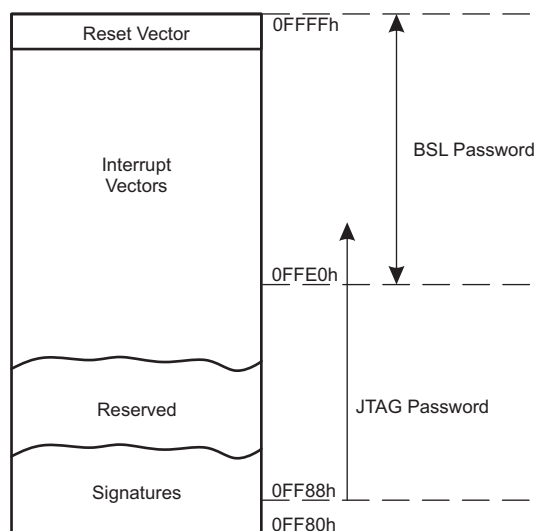 Reset Vector
0FFFFh
BSL Password
Interrupt
Vectors
0FFE0h
Reserved
JTAG Password
Signatures
0FF88h
0FF80h